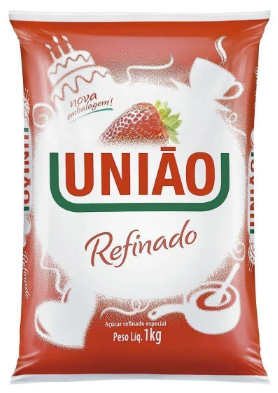 nova
embalagem!
UNIÃO
Refinado
Açúcar refinado especial
Peso Líq. 1kg